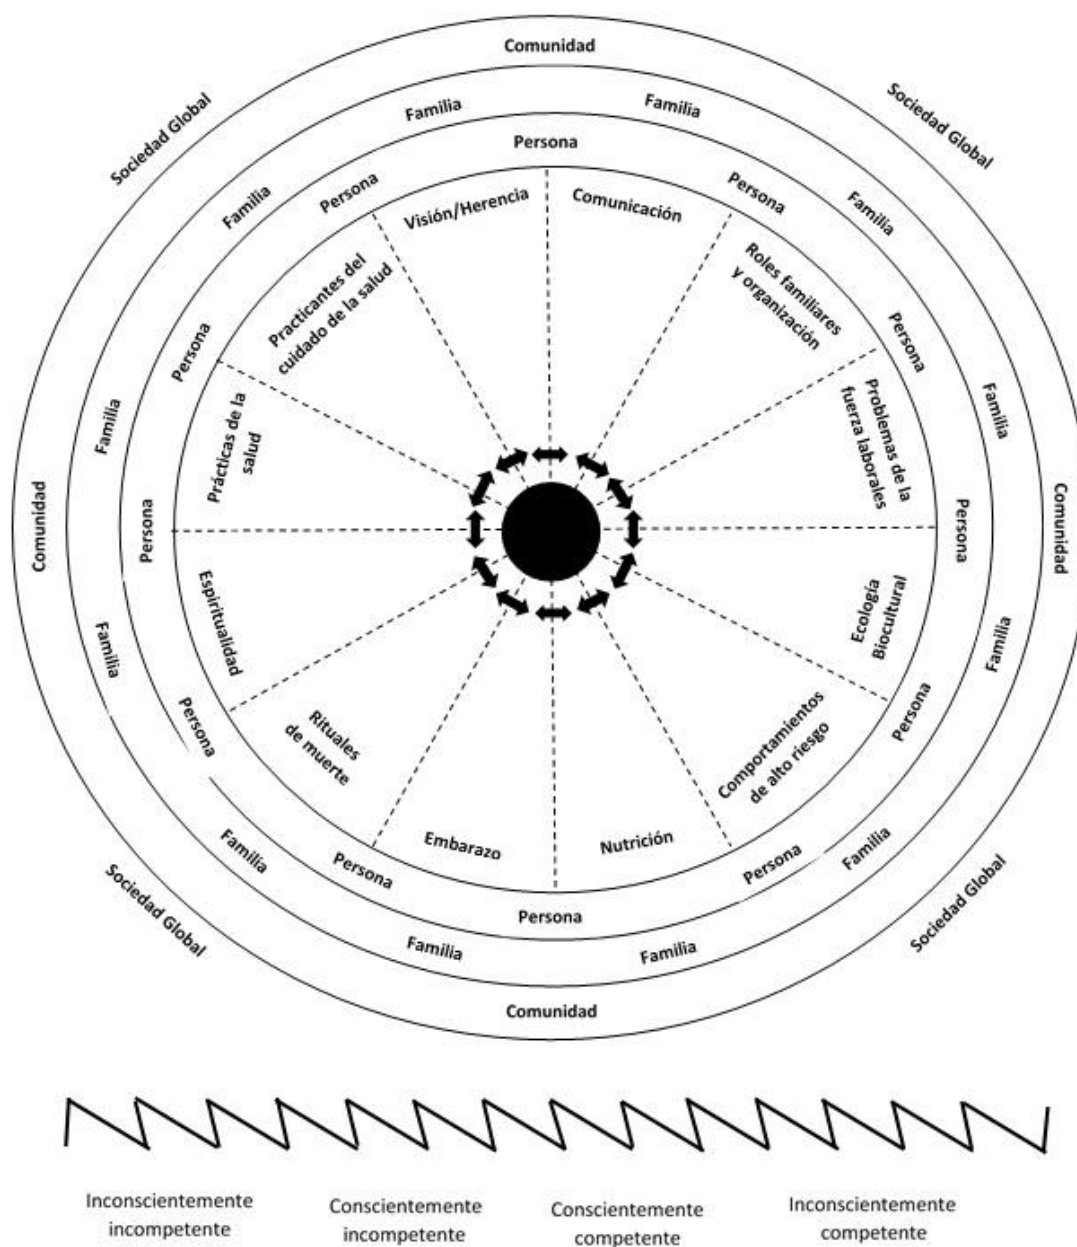 Comunidad
Sociedad Global
Sociedad Global
Familia
Familia
Persona
Familia
Persona
Persona
Familia
Visión/Herencia
Comunicación
Practicantes del
cuidado de la salud
Roles familiares
y organización
Persona
Persona
Familia
Familia
Prácticas de la
salud
Problemas de la
fuerza laborales
Comunidad
Persona
Persona
Comunidad
Espiritualidad
Ecología
Biocultural
Familia
Familia
Persona
Persona
Rituales
de muerte
Comportamientos
de alto riesgo
Embarazo
Nutrición
Familia
Persona
Persona
Familia
Sociedad Global
Sociedad Global
Persona
Familia
Familia
Comunidad
Inconscientemente
incompetente
Conscientemente
incompetente
Conscientemente
competente
Inconscientemente
competente